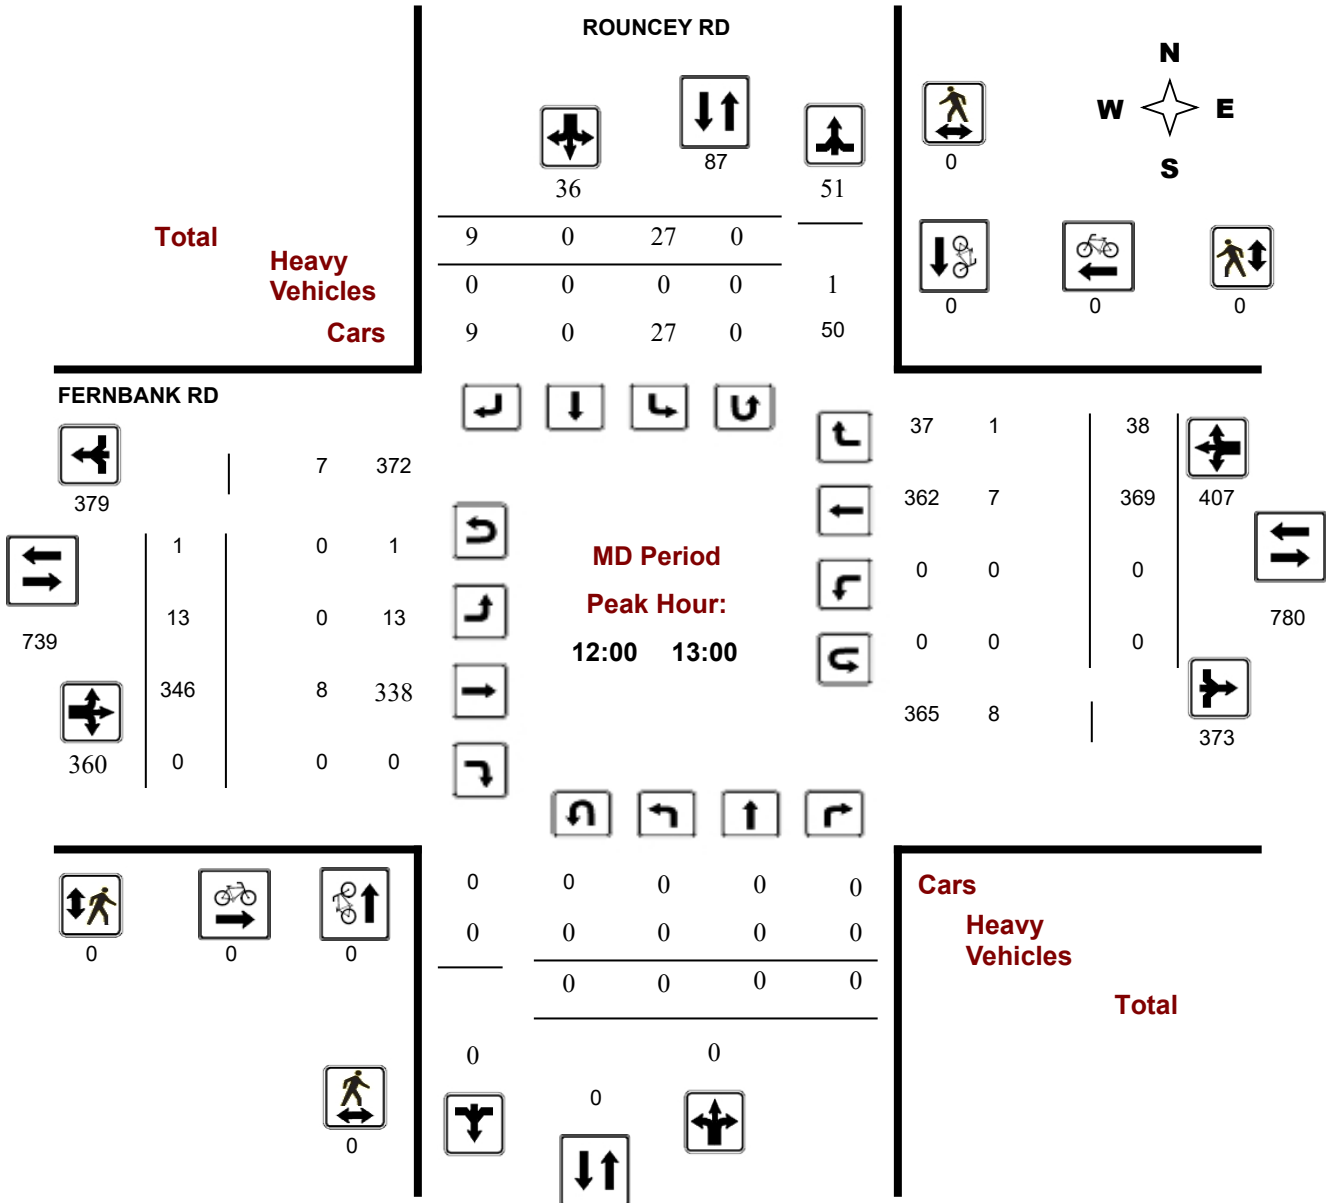 ROUNCEY RD
N
W E
S
87
0
36
51
Total
9 0 27 0
Heavy
Vehicles
0 0 0 0 1
0 0 0
Cars
9 0 27 0 50
FERNBANK RD
37 1 38
7 372
379
362 7 369 407
1 0 1
MD Period
0 0 0
Peak Hour:
13 0 13
780
739
12:00 13:00
0 0 0
346 8 338
365 8
373
360 0 0 0
0 0 0 0 0
Cars
0 0 0 0 0
Heavy
Vehicles
0 0 0
0 0 0 0
Total
0 0
0
0